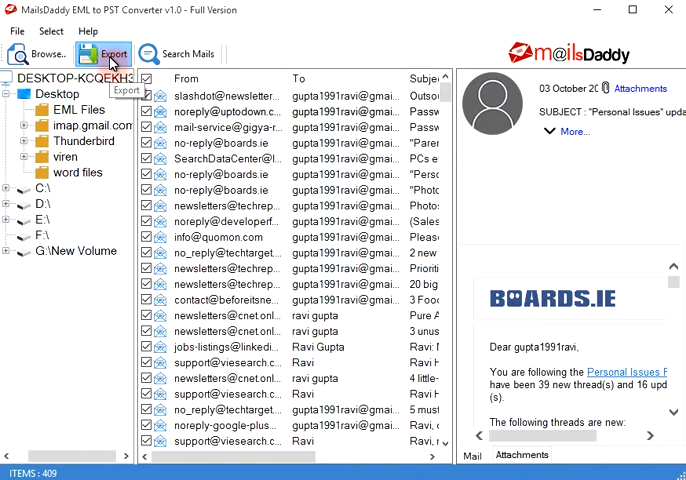 MailsDaddy EML to PST Converter v1.0 - Full Version
File Select Help
Browse.. Export Search Mails
Export
m@ilsDaddy
DESKTOP-KCQEKH3
Desktop
EML Files
imap.gmail.com
Thunderbird
viren
word files
C:\
D:\
E:\
F:\
G:\New Volume
From To Subje
slashdot@newsletter... gupta1991ravi@gmai... Outso
noreply@uptodown.c... gupta1991ravi@gmai... Passw
mail-service@gigya-r... gupta1991ravi@gmai... Passw
no-reply@boards.ie gupta1991ravi@gmai... "Parer
SearchDataCenter@l... gupta1991ravi@gmai... PCs e
no-reply@boards.ie gupta1991ravi@gmai... "Perso
no-reply@boards.ie gupta1991ravi@gmai... "Photo
newsletters@techrep... gupta1991ravi@gmai... Photos
noreply@developerf... gupta1991ravi@gmai... (Sales
info@quomon.com gupta1991ravi@gmai... Please
no_reply@techtarget... gupta1991ravi@gmai... 2 new
newsletters@techrep... gupta1991ravi@gmai... Prioriti
newsletters@techrep... gupta1991ravi@gmai... 20 big
contact@beforeitsne... gupta1991ravi@gmai... 3 Food
newsletters@cnet.onl... ravi gupta Pure A
newsletters@cnet.onl... ravi gupta 3 unus
jobs-listings@linkedi... Ravi Gupta Ravi: N
support@viesearch.c... Ravi Ravi H
newsletters@cnet.onl... ravi gupta 4 little-
support@viesearch.c... Ravi Ravi F
no_reply@techtarget... gupta1991ravi@gmai... 5 must
noreply-google-plus... gupta1991ravi@gmai... Ravi,
support@viesearch.c... Ravi Ravi,
03 October 20 Attachments
SUBJECT : "Personal Issues" upda
More...
BOARDS.IE
Dear gupta1991ravi,
You are following the Personal Issues F
have been 39 new thread(s) and 16 upd
(s).
The following threads are new:
Mail Attachments
ITEMS : 409